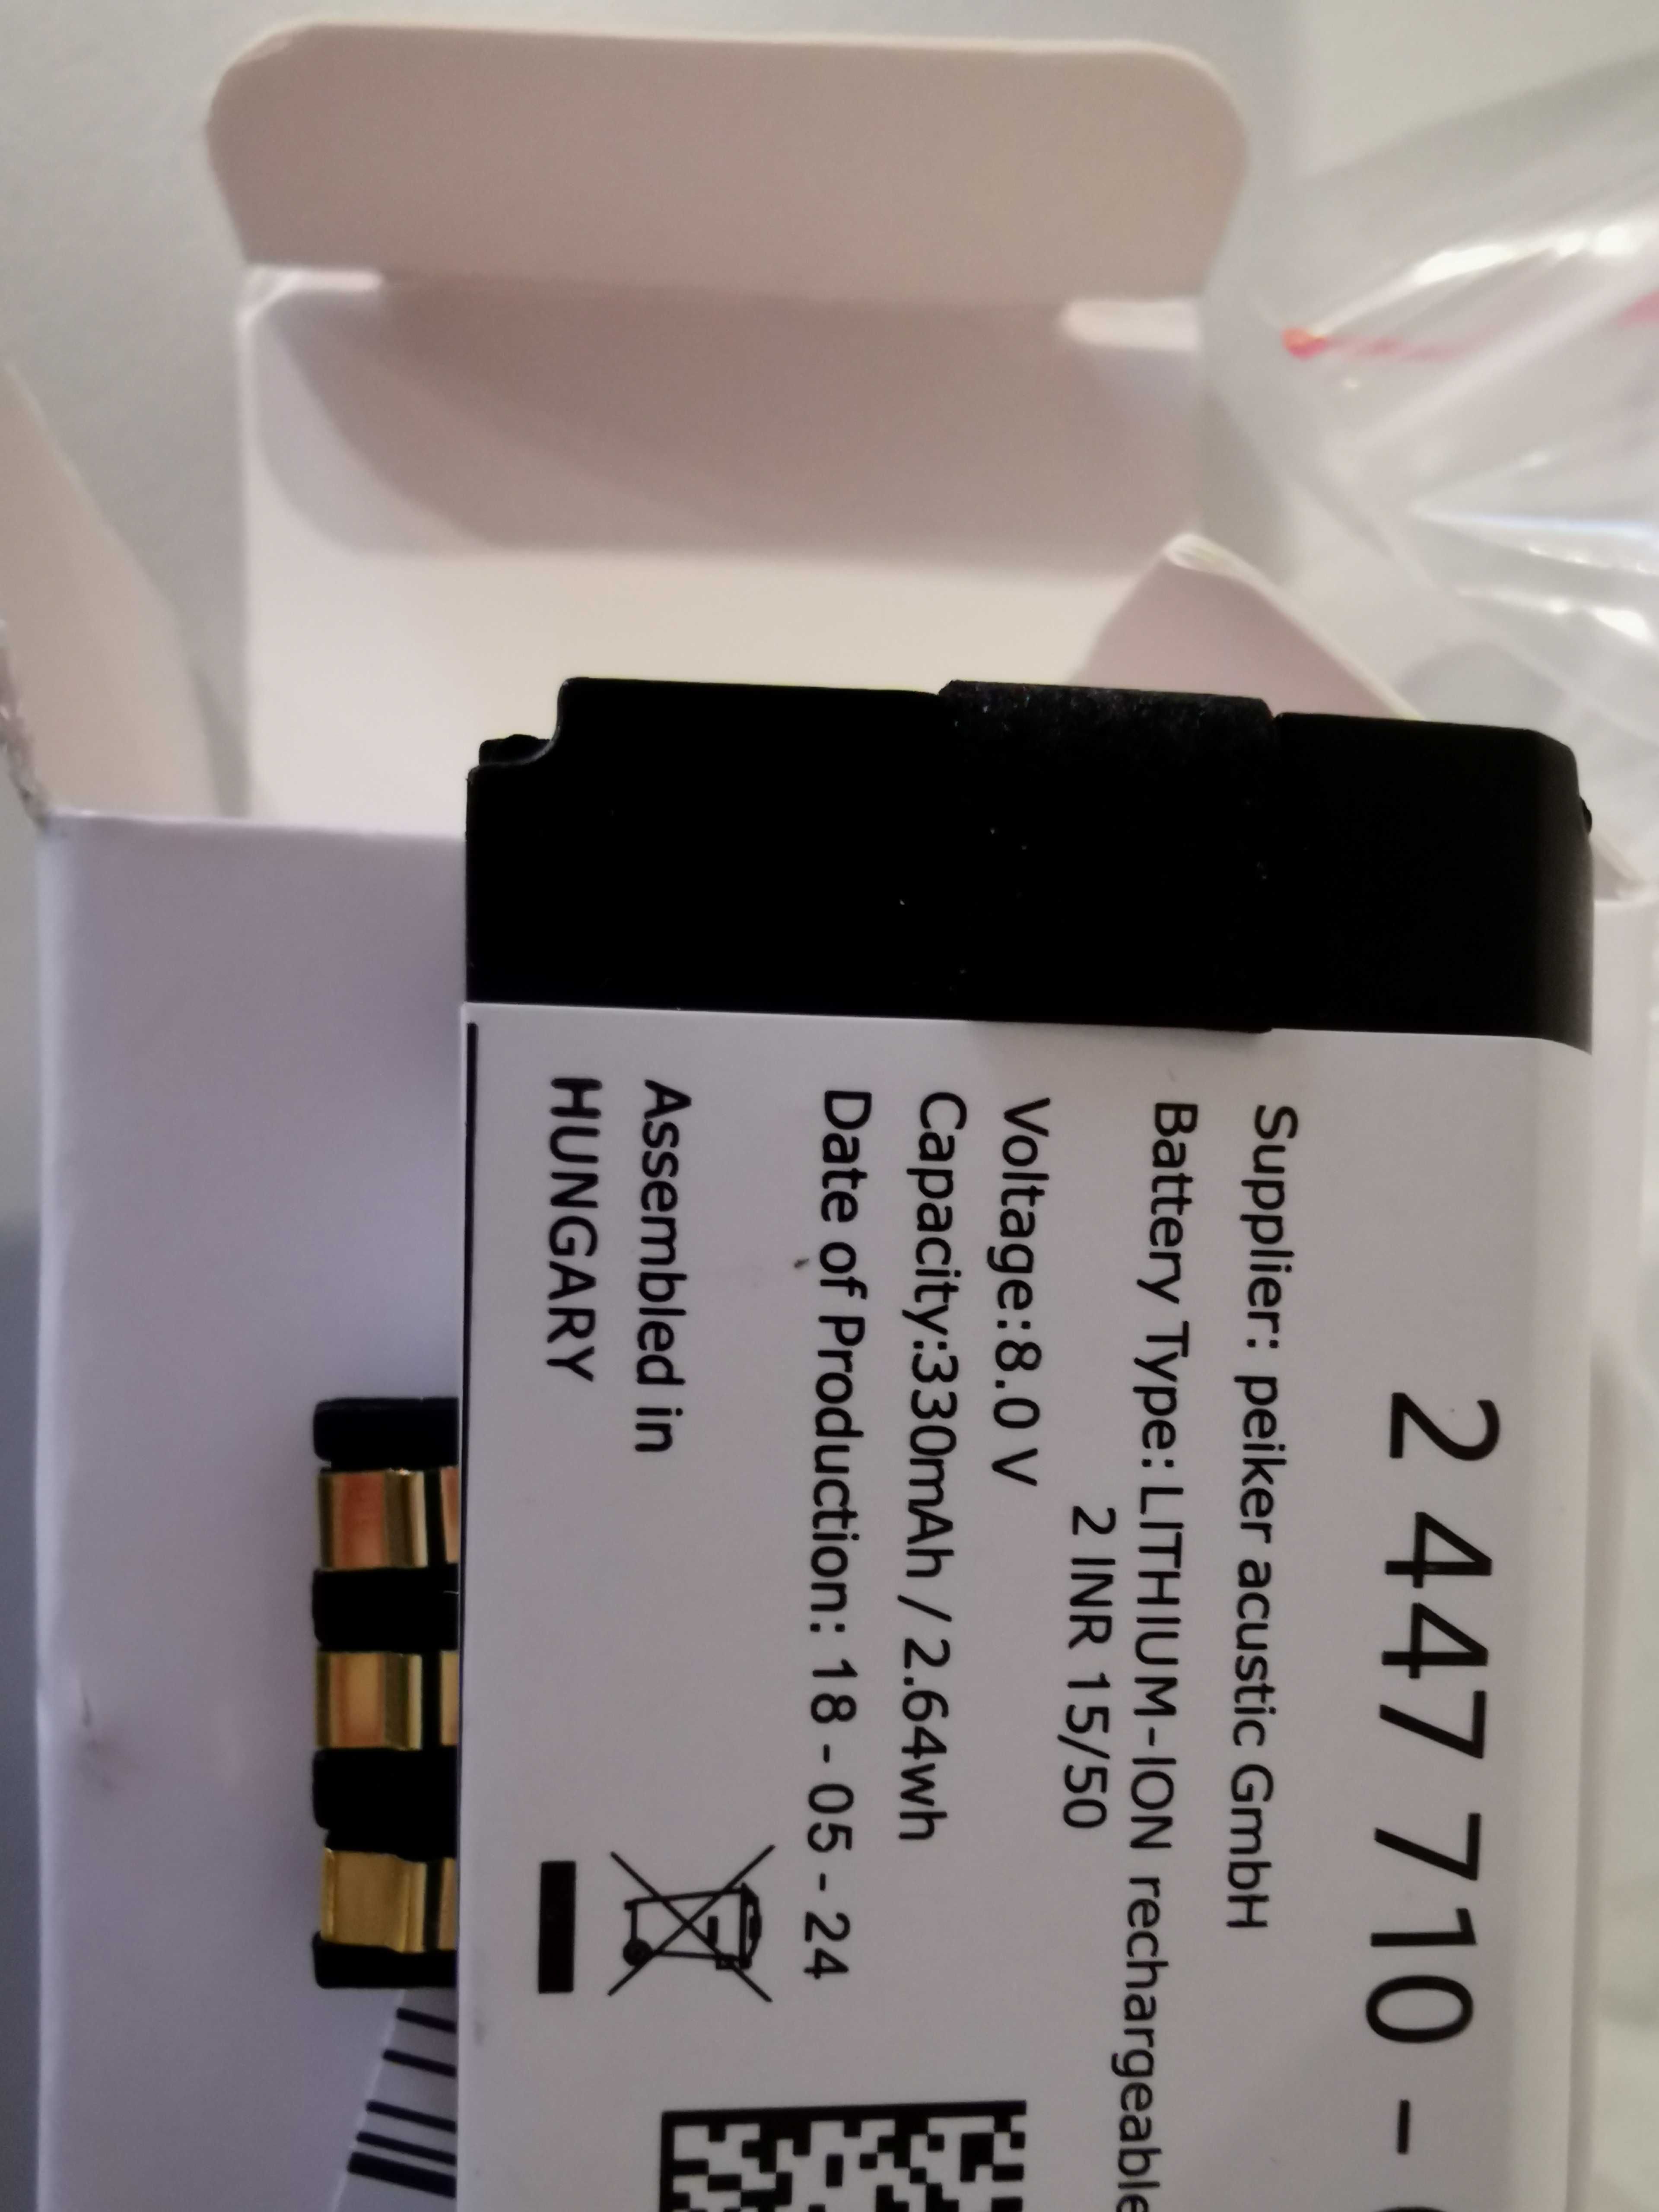 2 447 710 -
Supplier: peiker acustic GmbH
Battery Type: LITHIUM-ION rechargeable
2 INR 15/50
Voltage:8.0 V
Capacity:330mAh / 2.64wh
Date of Production: 18 - 05 - 24
Assembled in
HUNGARY